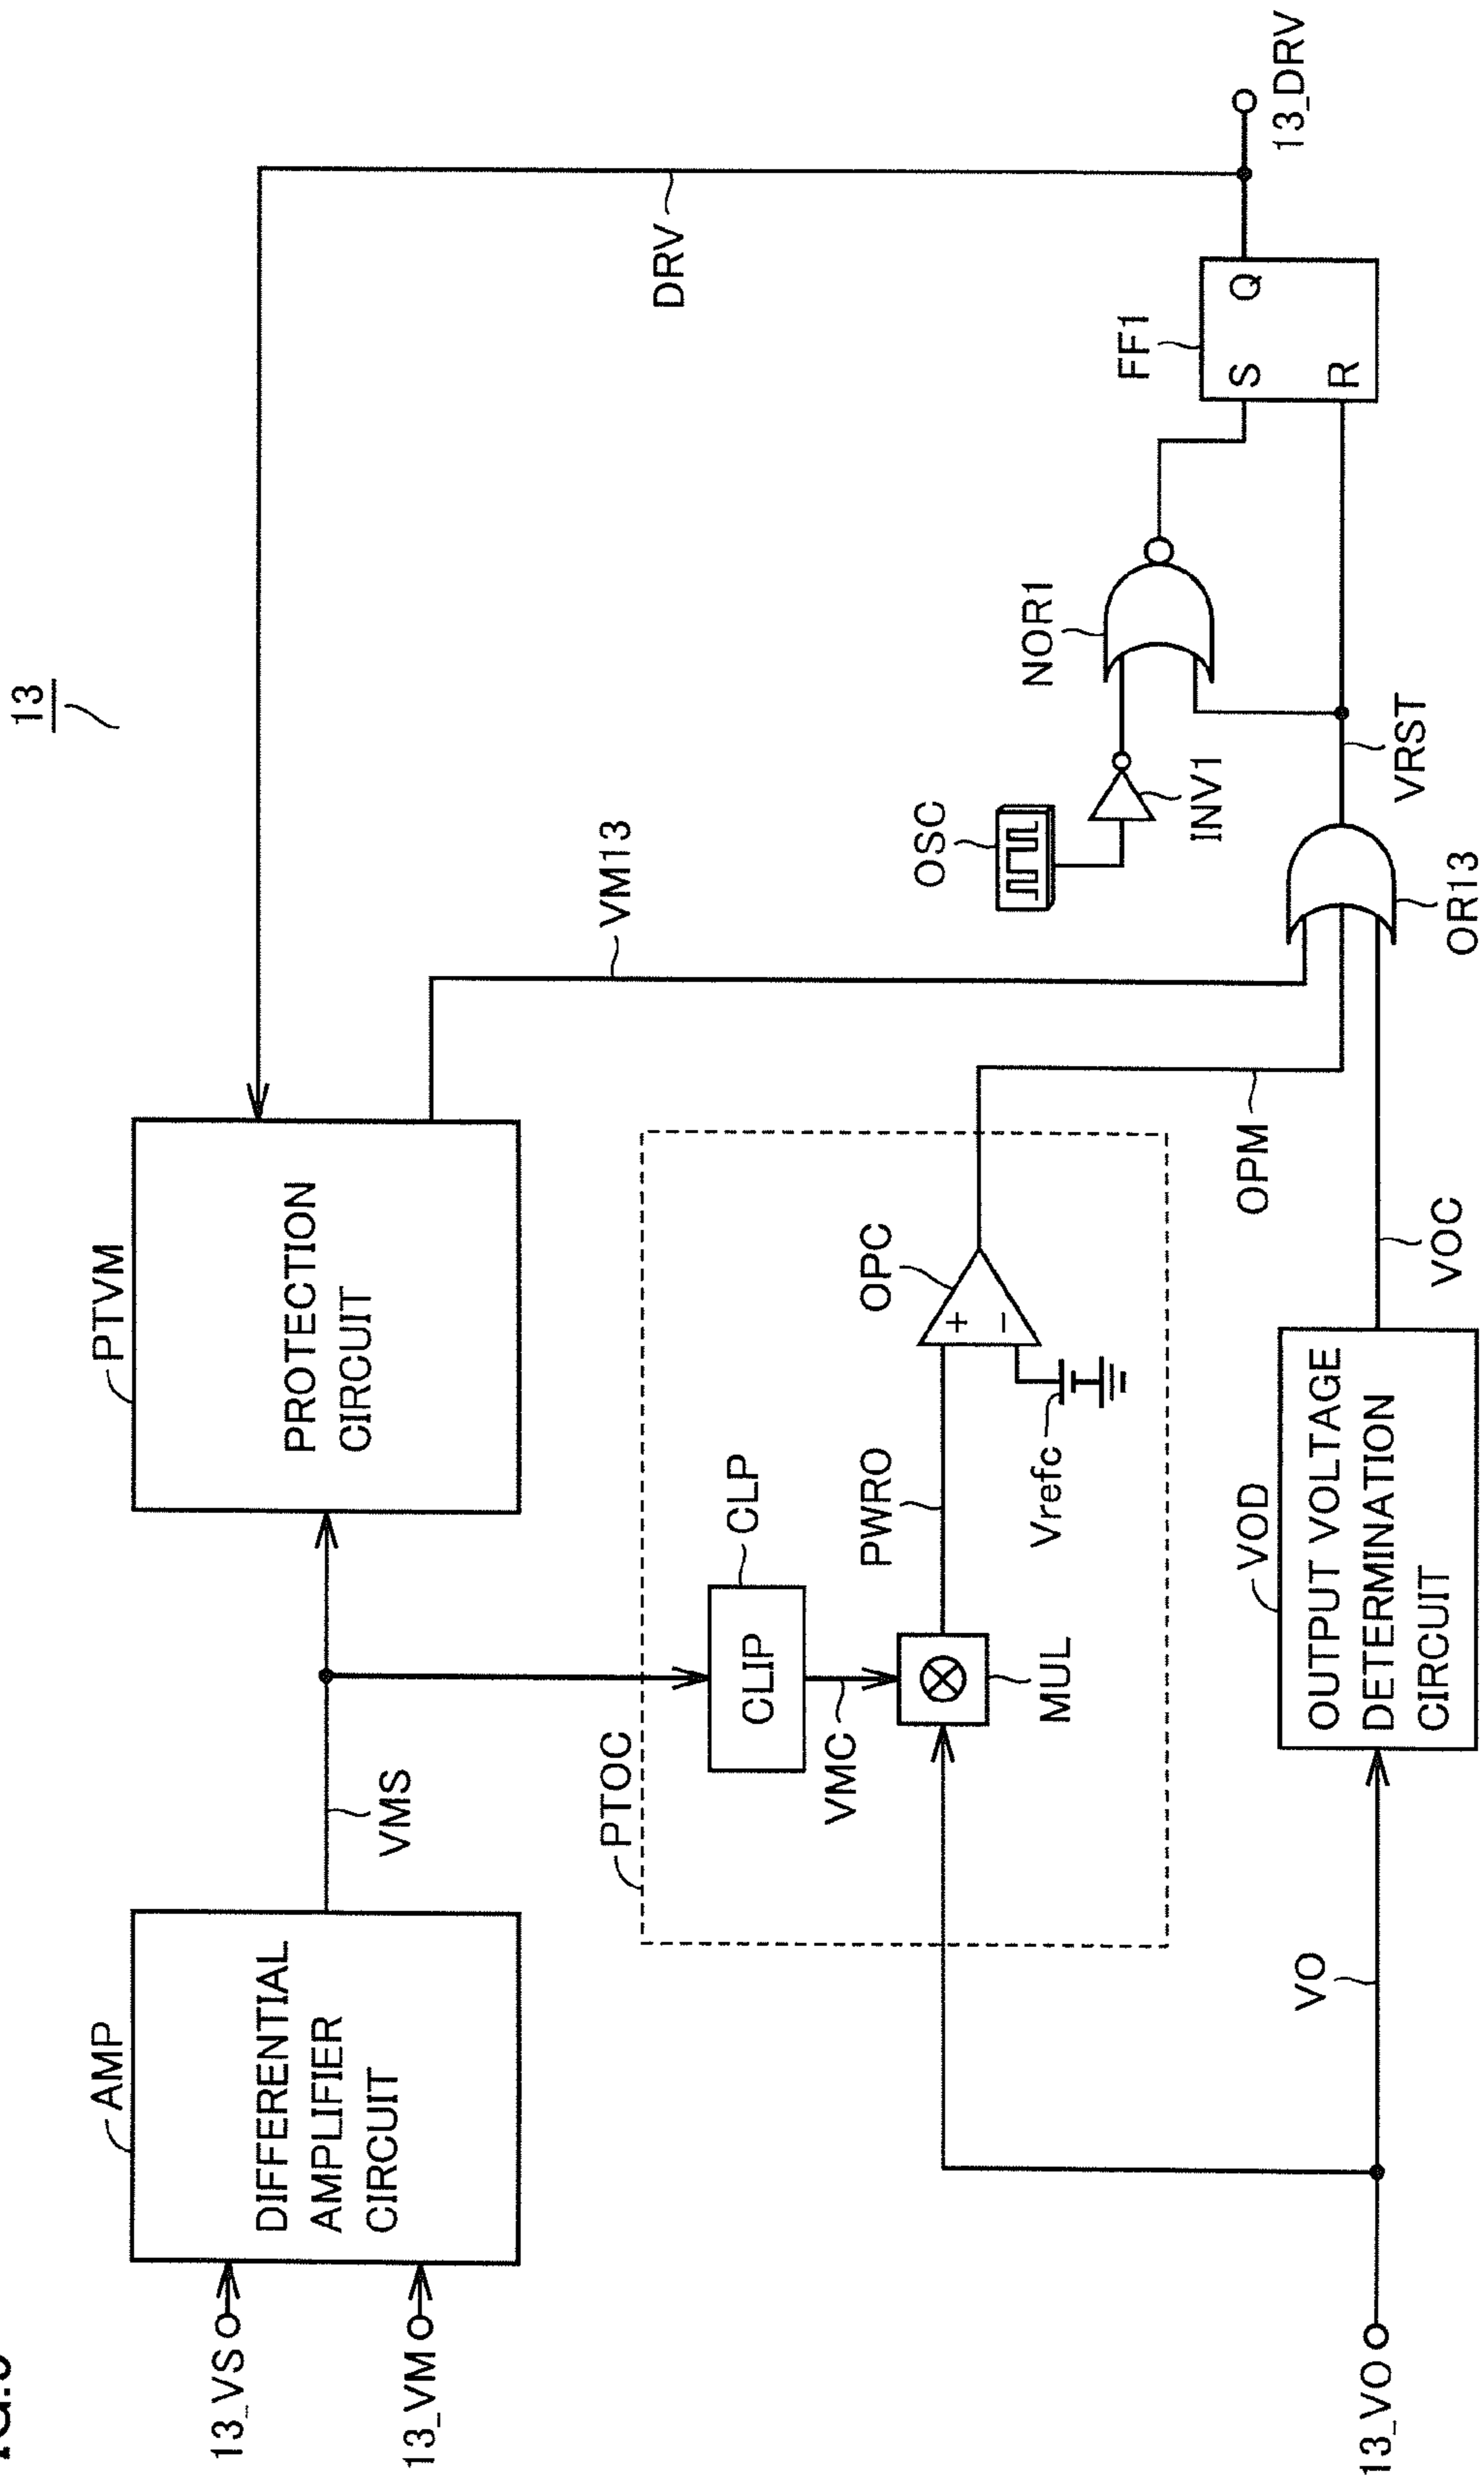 13
AMP
DIFFERENTIAL
AMPLIFIER
CIRCUIT
13_VS
13_VM
VMS
PTVM
PROTECTION
CIRCUIT
DRV
VM13
PTOC
CLIP
CLP
VMC
MUL
PWRO
OPC
+
−
Vrefc
OPM
OSC
INV1
NOR1
FF1
S
R
Q
13_DRV
13_VO
VO
VOD
OUTPUT VOLTAGE
DETERMINATION
CIRCUIT
VOC
OR13
VRST